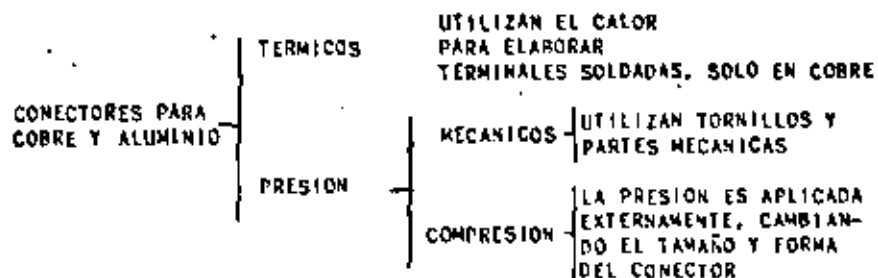 UTILIZAN EL CALOR
TERMICOS PARA ELABORAR
TERMINALES SOLDADAS, SOLO EN COBRE
CONECTORES PARA
COBRE Y ALUMINIO
MECANICOS UTILIZAN TORNILLOS Y
PARTES MECANICAS
PRESION
LA PRESION ES APLICADA
EXTERNAMENTE, CAMBIAN-
COMPRESION DO EL TAMAÑO Y FORMA
DEL CONECTOR